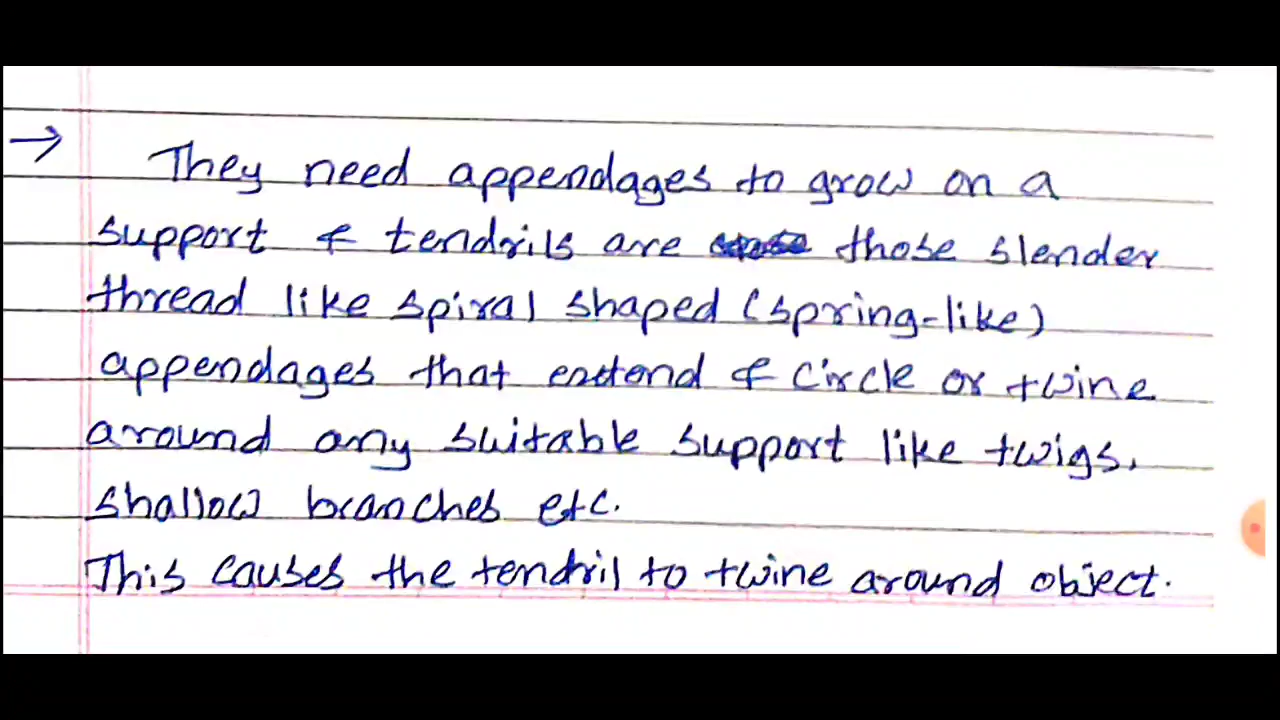 → They need appendages to grow on a
support & tendrils are those slender
thread like spiral shaped (spring-like)
appendages that extend & circle or twine
around any suitable support like twigs,
shallow branches etc.
This causes the tendril to twine around object.